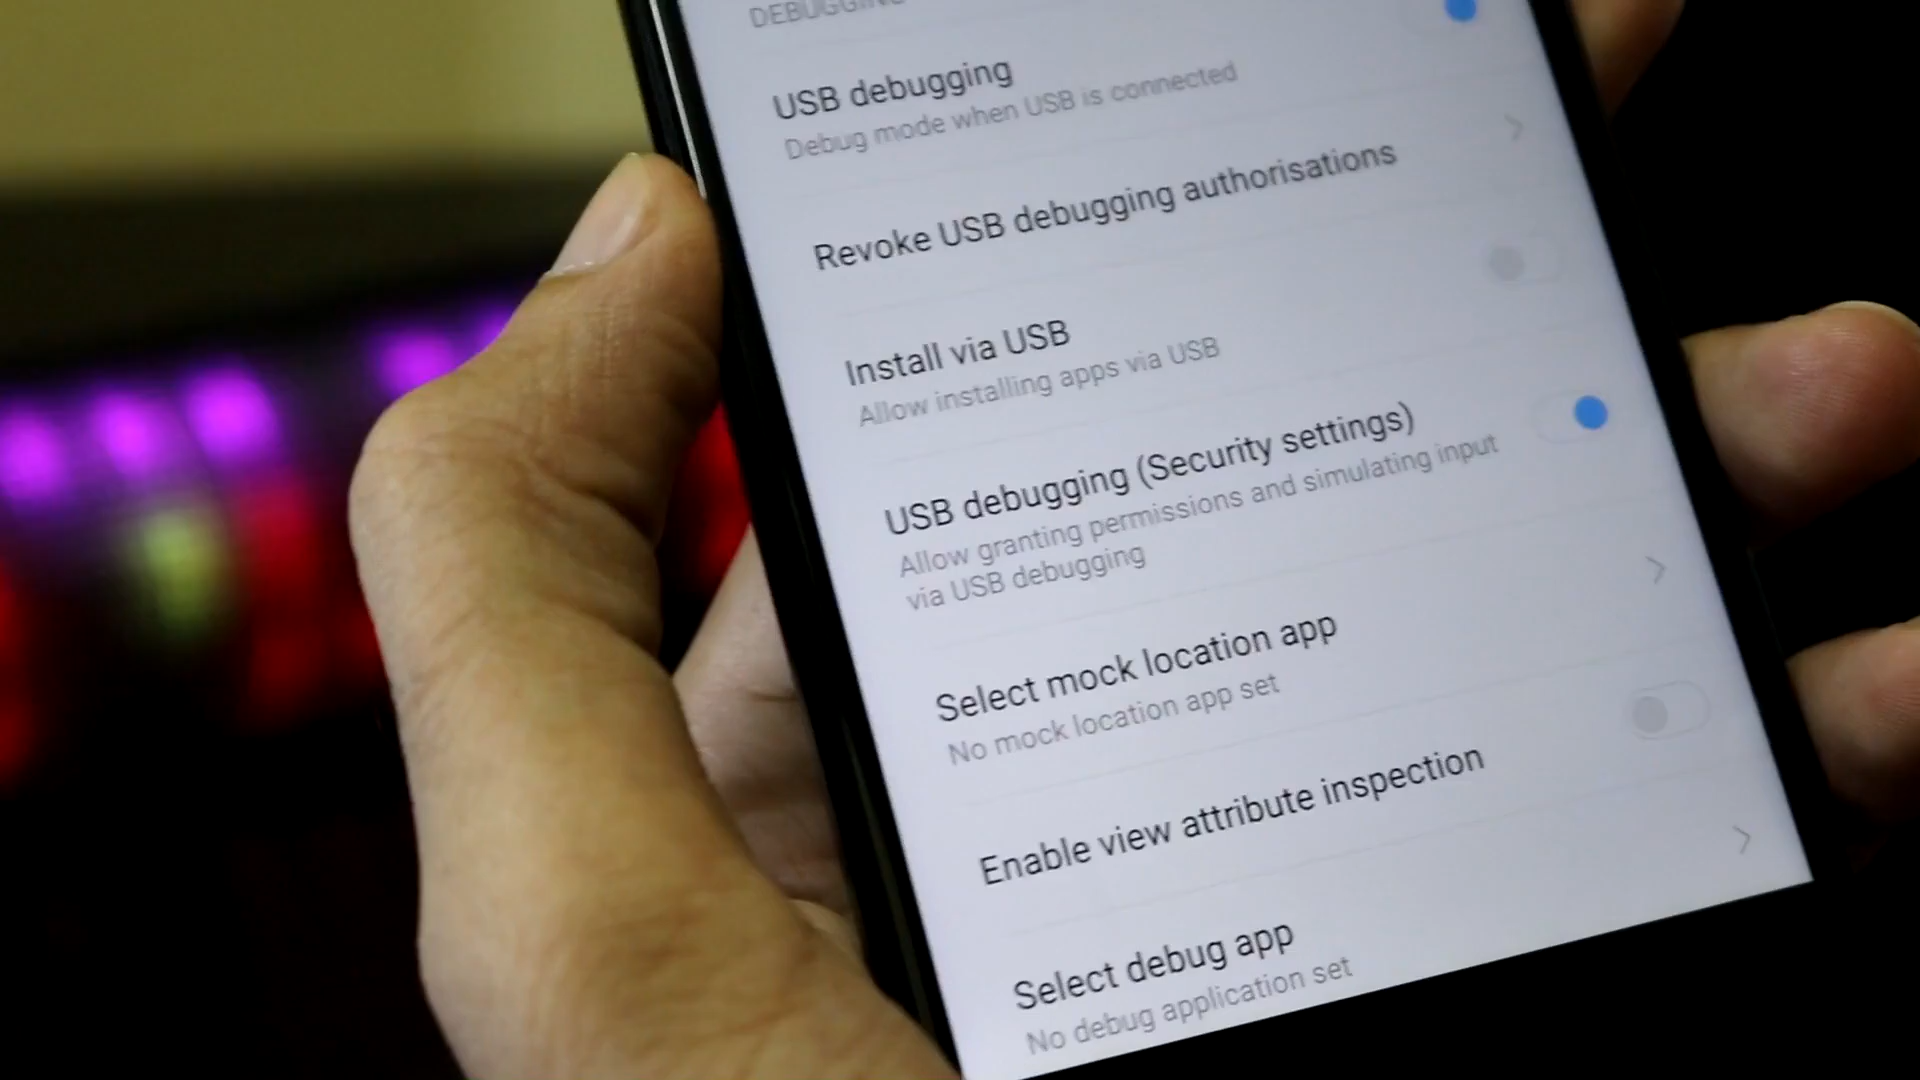 DEBUGGING
USB debugging
Debug mode when USB is connected
Revoke USB debugging authorisations
Install via USB
Allow installing apps via USB
USB debugging (Security settings)
Allow granting permissions and simulating input
via USB debugging
Select mock location app
No mock location app set
Enable view attribute inspection
Select debug app
No debug application set